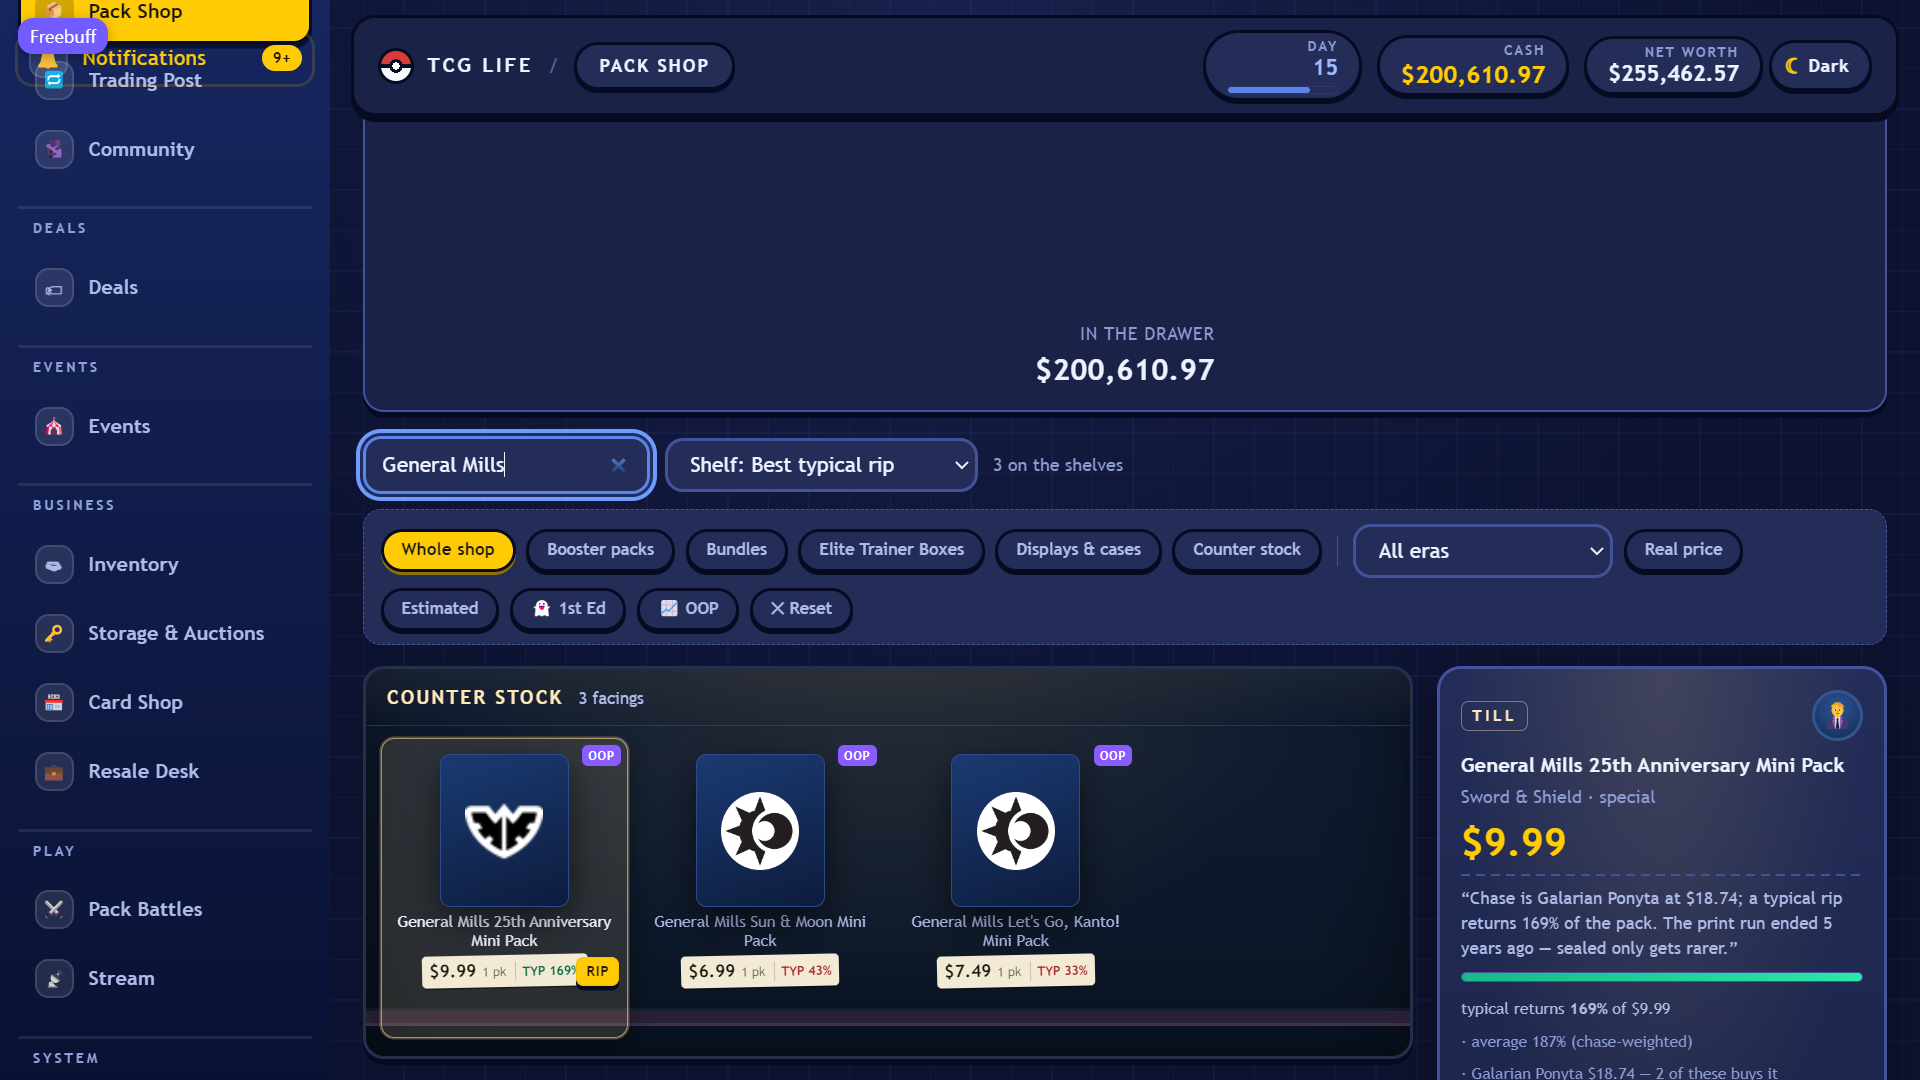 Pack Shop
Freebuff
Notifications
9+
Trading Post
Community
DEALS
Deals
EVENTS
Events
BUSINESS
Inventory
Storage & Auctions
Card Shop
Resale Desk
PLAY
Pack Battles
Stream
SYSTEM
TCG LIFE / PACK SHOP
DAY
15
CASH
$200,610.97
NET WORTH
$255,462.57
Dark
IN THE DRAWER
$200,610.97
General Mills
Shelf: Best typical rip
3 on the shelves
Whole shop
Booster packs
Bundles
Elite Trainer Boxes
Displays & cases
Counter stock
All eras
Real price
Estimated
1st Ed
OOP
Reset
COUNTER STOCK 3 facings
OOP
General Mills 25th Anniversary
Mini Pack
$9.99 1 pk TYP 169%
RIP
OOP
General Mills Sun & Moon Mini
Pack
$6.99 1 pk TYP 43%
OOP
General Mills Let's Go, Kanto!
Mini Pack
$7.49 1 pk TYP 33%
TILL
General Mills 25th Anniversary Mini Pack
Sword & Shield · special
$9.99
“Chase is Galarian Ponyta at $18.74; a typical rip
returns 169% of the pack. The print run ended 5
years ago — sealed only gets rarer.”
typical returns 169% of $9.99
· average 187% (chase-weighted)
· Galarian Ponyta $18.74 — 2 of these buys it